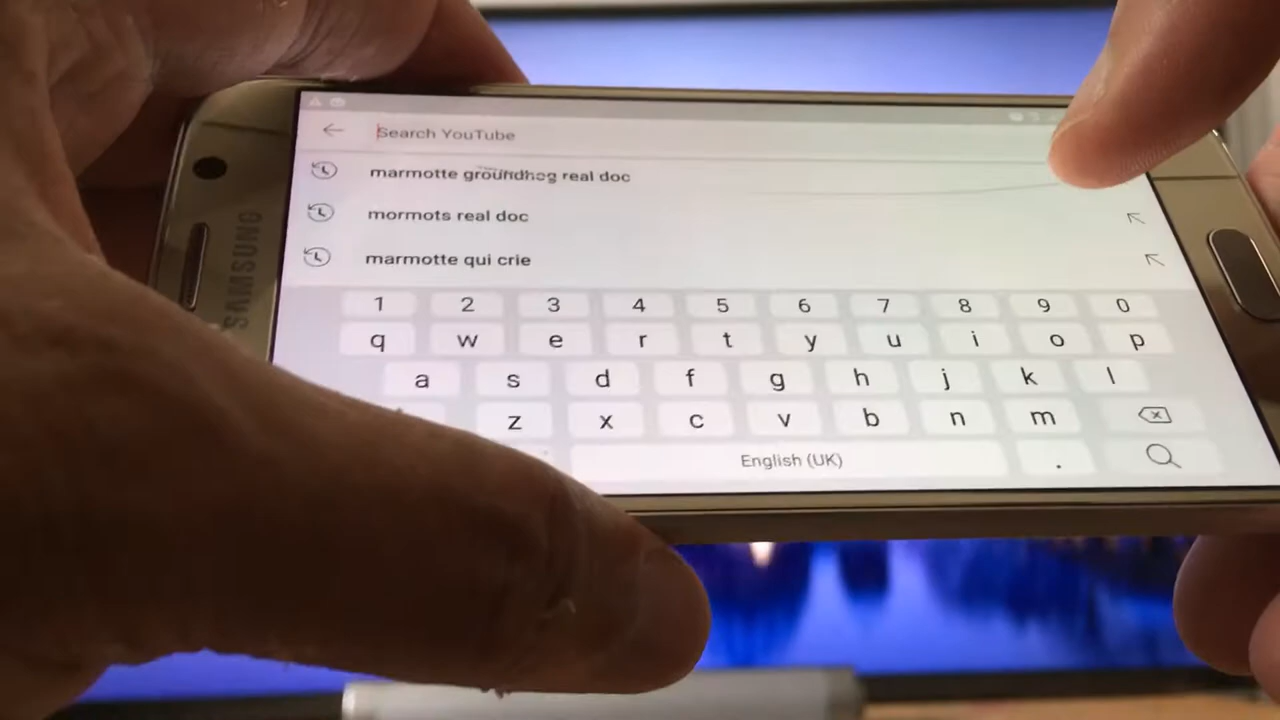 SAMSUNG
Search YouTube
marmotte groundhog real doc
mormots real doc
marmotte qui crie
1 2 3 4 5 6 7 8 9 0
q w e r t y u i o p
a s d f g h j k l
z x c v b n m
English (UK) .